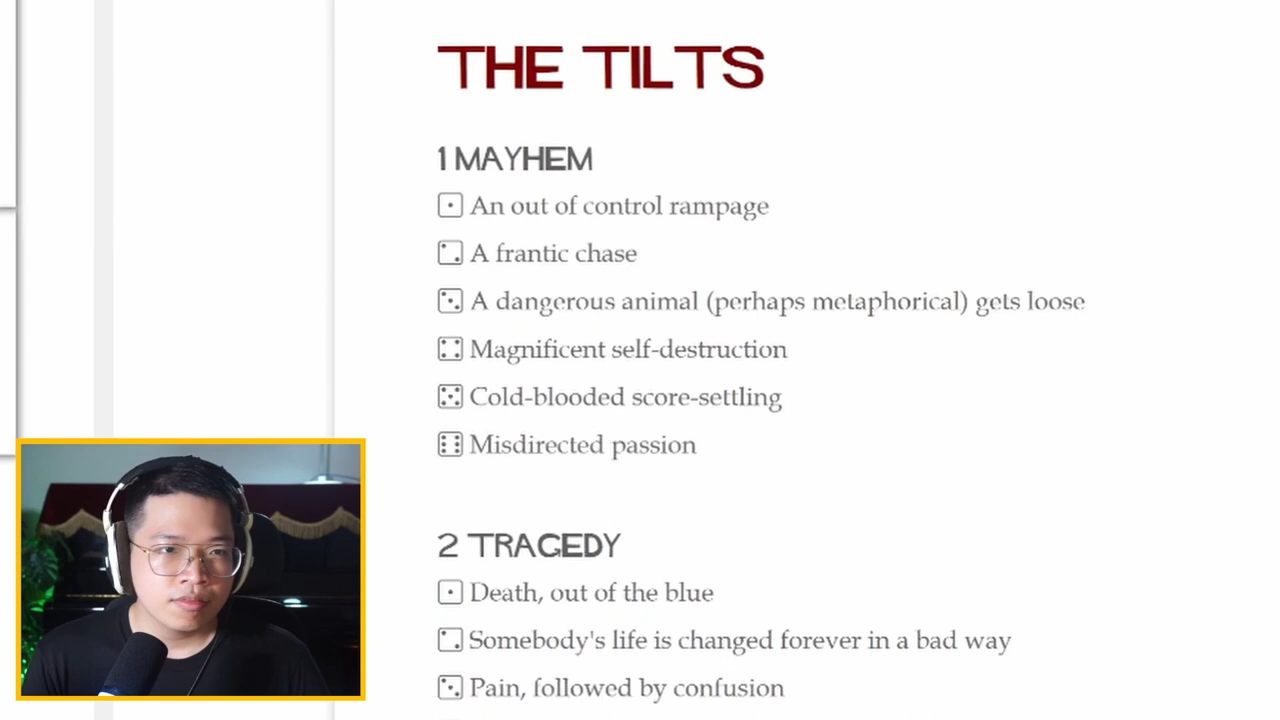 THE TILTS
1 MAYHEM
An out of control rampage
A frantic chase
A dangerous animal (perhaps metaphorical) gets loose
Magnificent self-destruction
Cold-blooded score-settling
Misdirected passion
2 TRAGEDY
Death, out of the blue
Somebody's life is changed forever in a bad way
Pain, followed by confusion